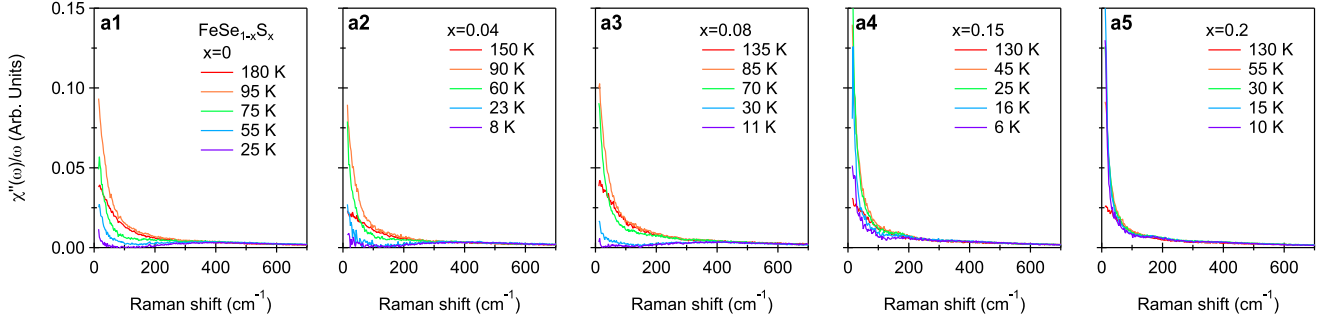 χ''(ω)/ω (Arb. Units)
0.15
0.10
0.05
0.00
a1
FeSe1-xSx
x=0
180 K
95 K
75 K
55 K
25 K
0
200
400
600
Raman shift (cm-1)
a2
x=0.04
150 K
90 K
60 K
23 K
8 K
0
200
400
600
Raman shift (cm-1)
a3
x=0.08
135 K
85 K
70 K
30 K
11 K
0
200
400
600
Raman shift (cm-1)
a4
x=0.15
130 K
45 K
25 K
16 K
6 K
0
200
400
600
Raman shift (cm-1)
a5
x=0.2
130 K
55 K
30 K
15 K
10 K
0
200
400
600
Raman shift (cm-1)